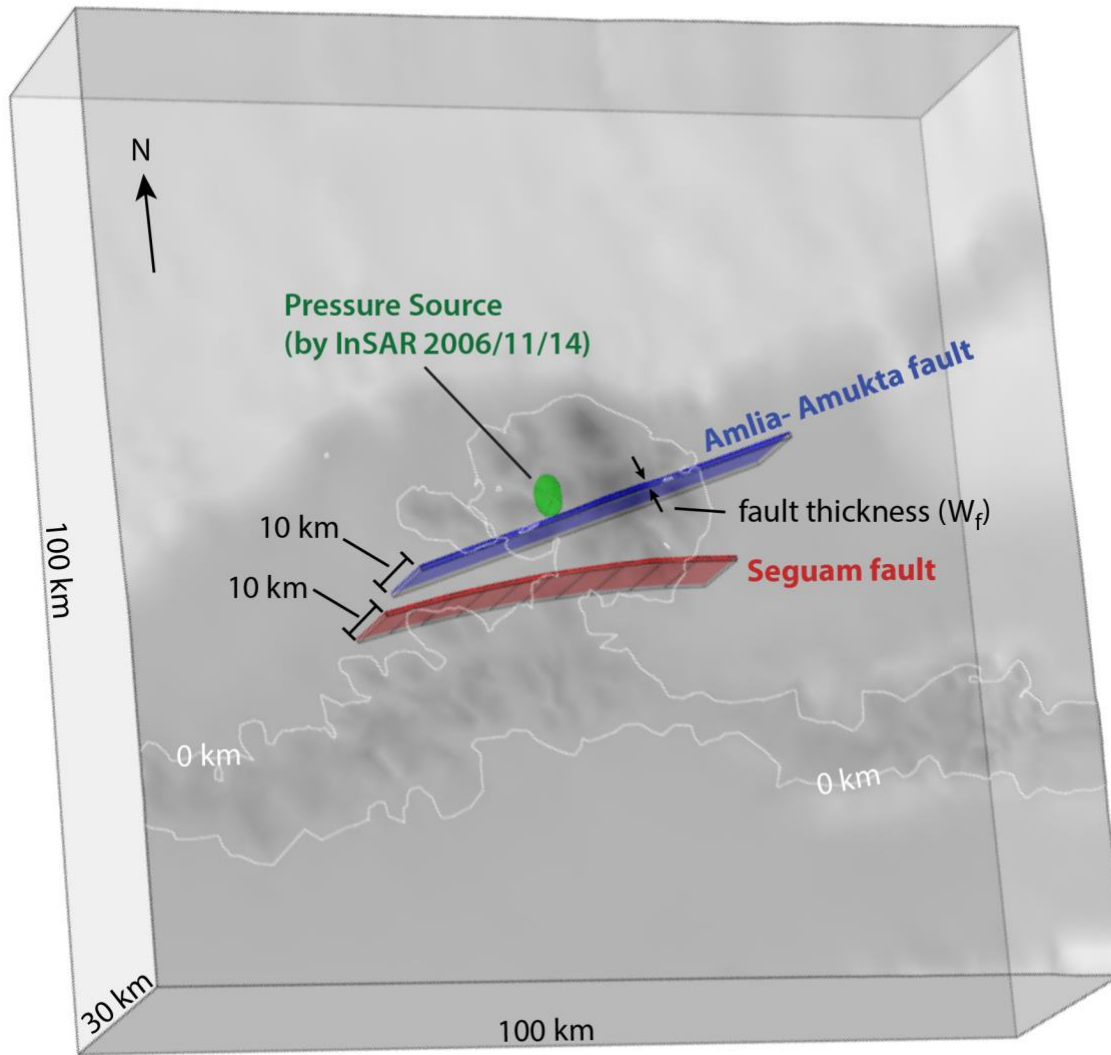 N
Pressure Source
(by InSAR 2006/11/14)
Amlia- Amukta fault
fault thickness (Wf)
10 km
10 km
Seguam fault
100 km
0 km
0 km
30 km
100 km